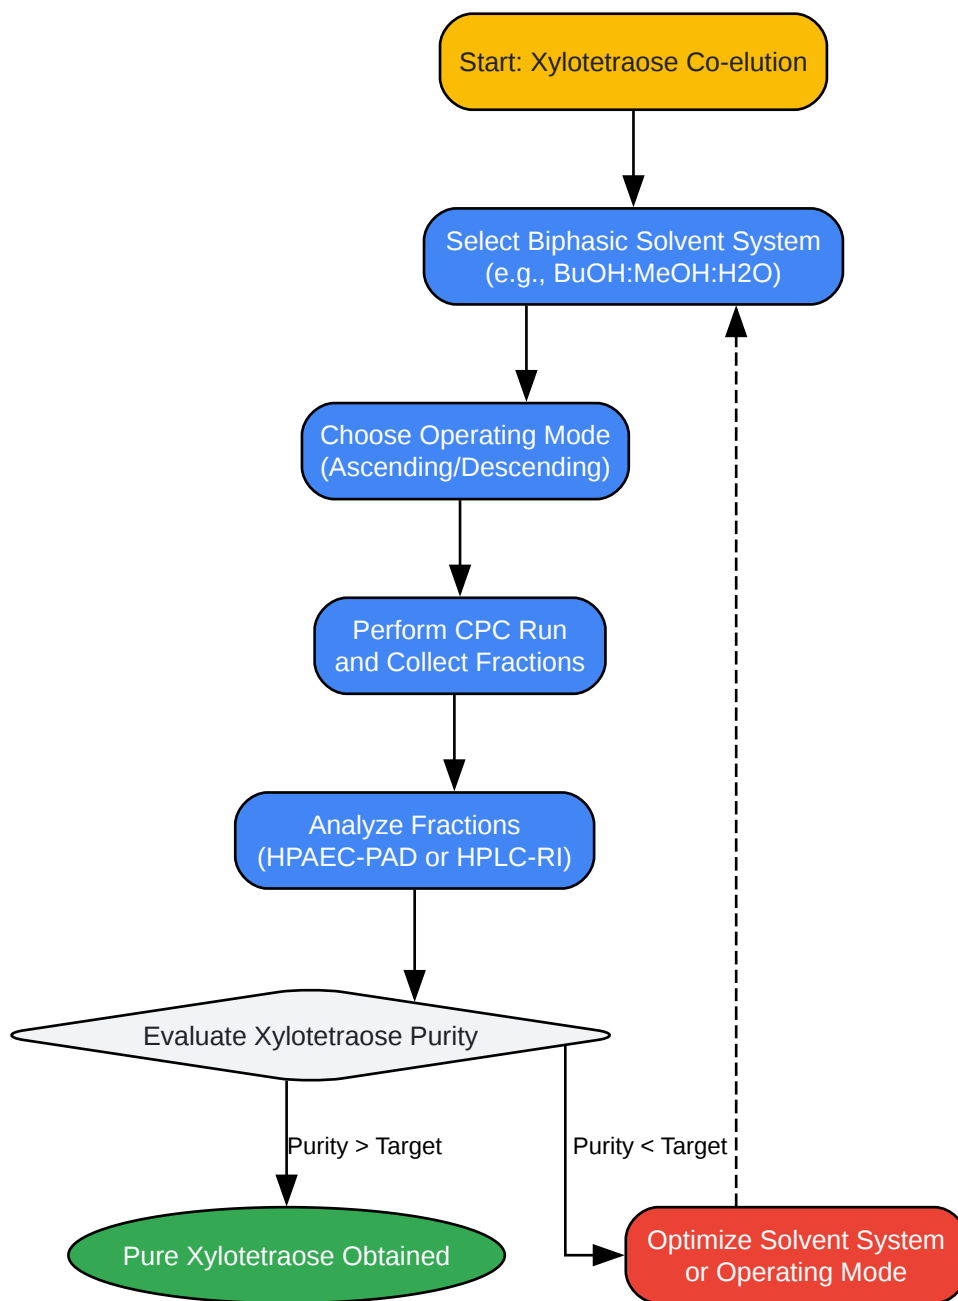 Start: Xylotetraose Co-elution
Select Biphasic Solvent System
(e.g., BuOH:MeOH:H2O)
Choose Operating Mode
(Ascending/Descending)
Perform CPC Run
and Collect Fractions
Analyze Fractions
(HPAEC-PAD or HPLC-RI)
Evaluate Xylotetraose Purity
Purity > Target
Purity < Target
Pure Xylotetraose Obtained
Optimize Solvent System
or Operating Mode